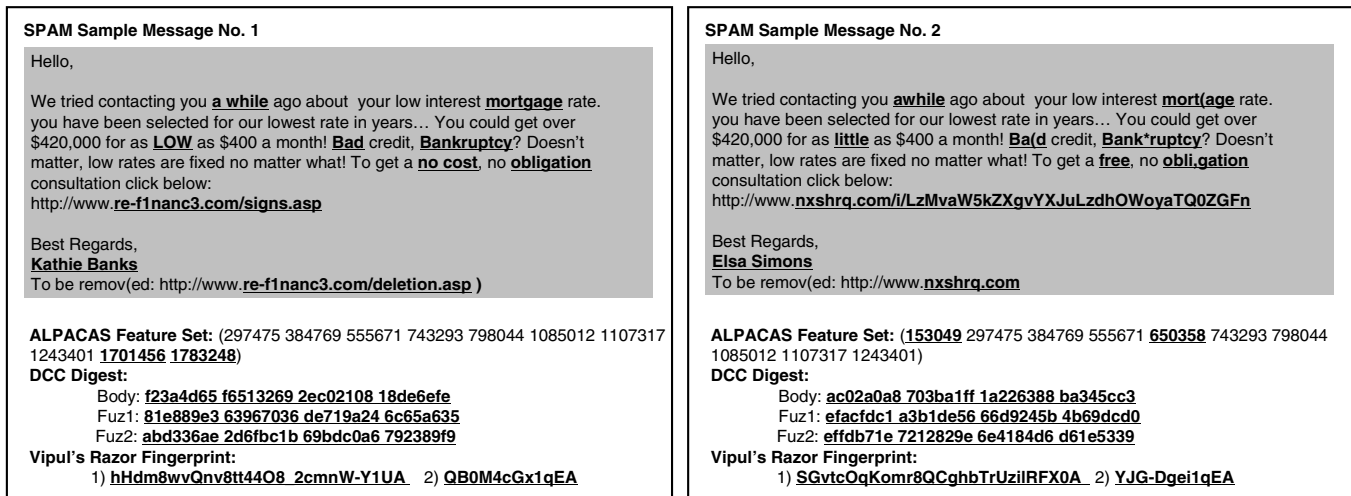 SPAM Sample Message No. 1
Hello,
We tried contacting you a while ago about  your low interest mortgage rate.
you have been selected for our lowest rate in years… You could get over
$420,000 for as LOW as $400 a month! Bad credit, Bankruptcy? Doesn't
matter, low rates are fixed no matter what! To get a no cost, no obligation
consultation click below:
http://www.re-f1nanc3.com/signs.asp
Best Regards,
Kathie Banks
To be remov(ed: http://www.re-f1nanc3.com/deletion.asp )
ALPACAS Feature Set: (297475 384769 555671 743293 798044 1085012 1107317
1243401 1701456 1783248)
DCC Digest:
Body: f23a4d65 f6513269 2ec02108 18de6efe
Fuz1: 81e889e3 63967036 de719a24 6c65a635
Fuz2: abd336ae 2d6fbc1b 69bdc0a6 792389f9
Vipul's Razor Fingerprint:
1) hHdm8wvQnv8tt44O8_2cmnW-Y1UA  2) QB0M4cGx1qEA
SPAM Sample Message No. 2
Hello,
We tried contacting you awhile ago about  your low interest mort(age rate.
you have been selected for our lowest rate in years… You could get over
$420,000 for as little as $400 a month! Ba(d credit, Bank*ruptcy? Doesn't
matter, low rates are fixed no matter what! To get a free, no obli,gation
consultation click below:
http://www.nxshrq.com/i/LzMvaW5kZXgvYXJuLzdhOWoyaTQ0ZGFn
Best Regards,
Elsa Simons
To be remov(ed: http://www.nxshrq.com
ALPACAS Feature Set: (153049 297475 384769 555671 650358 743293 798044
1085012 1107317 1243401)
DCC Digest:
Body: ac02a0a8 703ba1ff 1a226388 ba345cc3
Fuz1: efacfdc1 a3b1de56 66d9245b 4b69dcd0
Fuz2: effdb71e 7212829e 6e4184d6 d61e5339
Vipul's Razor Fingerprint:
1) SGvtcOqKomr8QCghbTrUzilRFX0A  2) YJG-Dgei1qEA